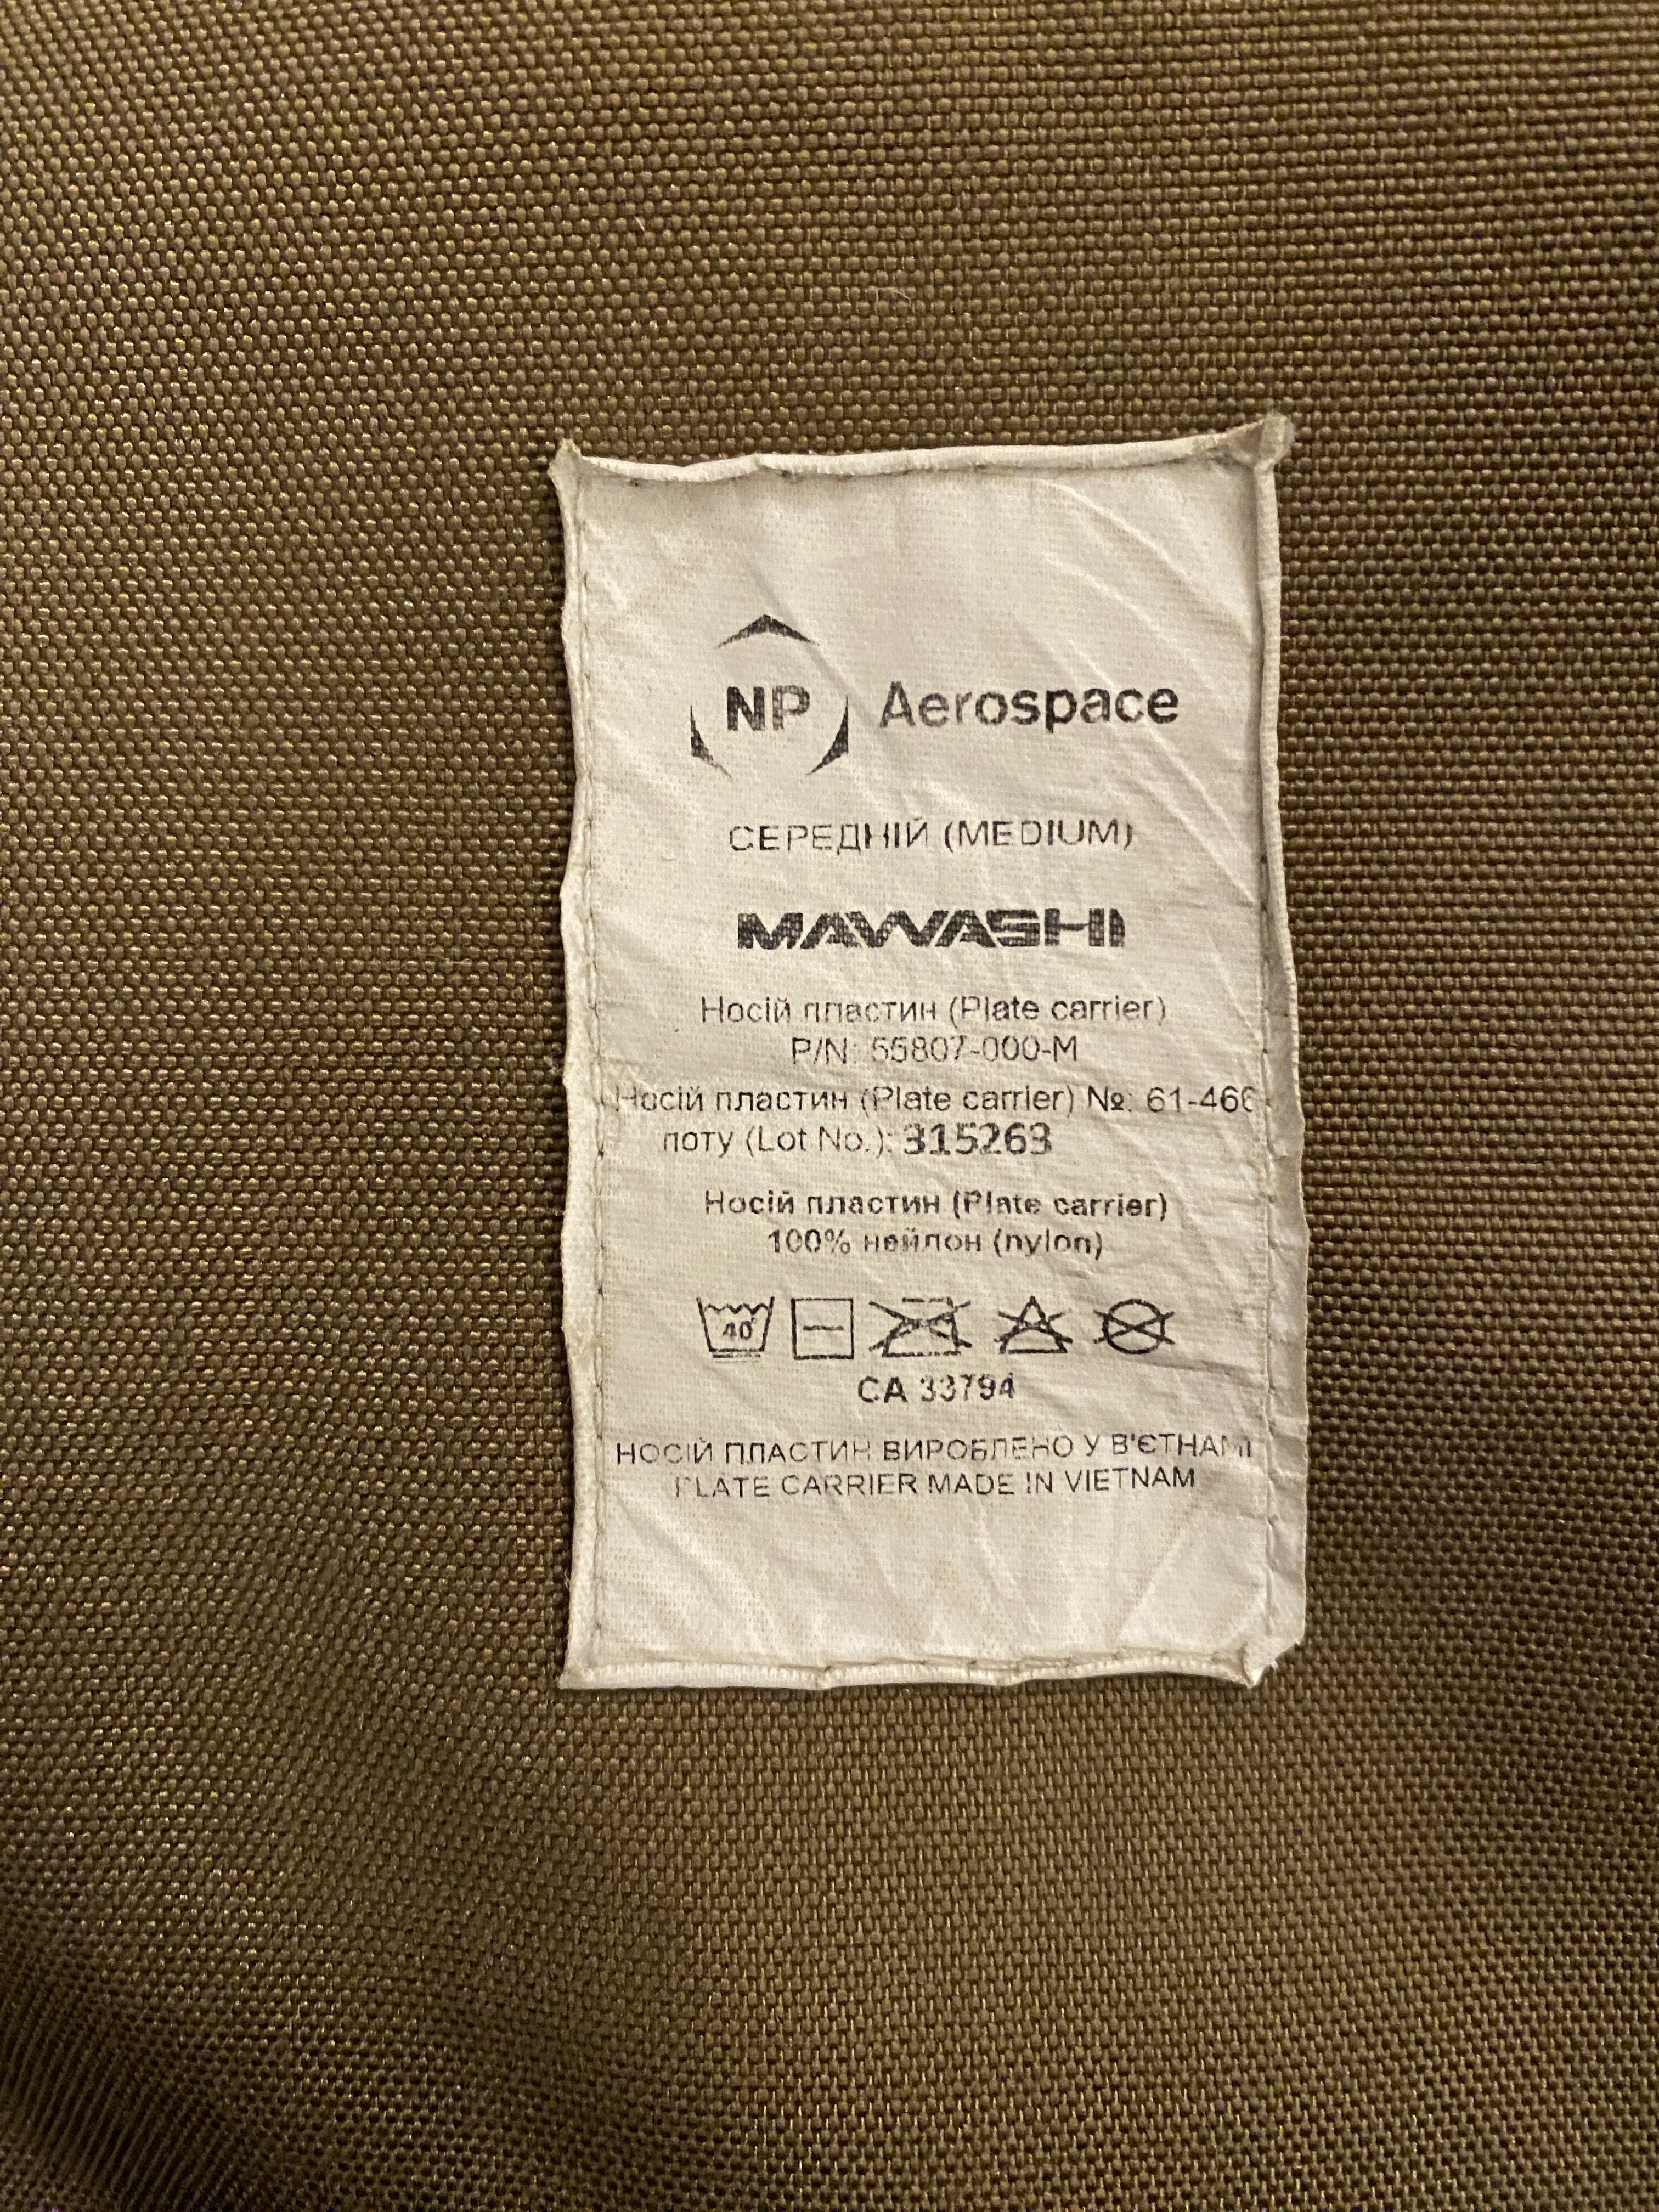 NP Aerospace
СЕРЕДНІЙ (MEDIUM)
MAWASHI
Носій пластин (Plate carrier)
P/N: 55807-000-M
Носій пластин (Plate carrier) №: 61-466
лоту (Lot No.): 315263
Носій пластин (Plate carrier)
100% нейлон (nylon)
40
CA 33794
НОСІЙ ПЛАСТИН ВИРОБЛЕНО У В'ЄТНАМІ
PLATE CARRIER MADE IN VIETNAM